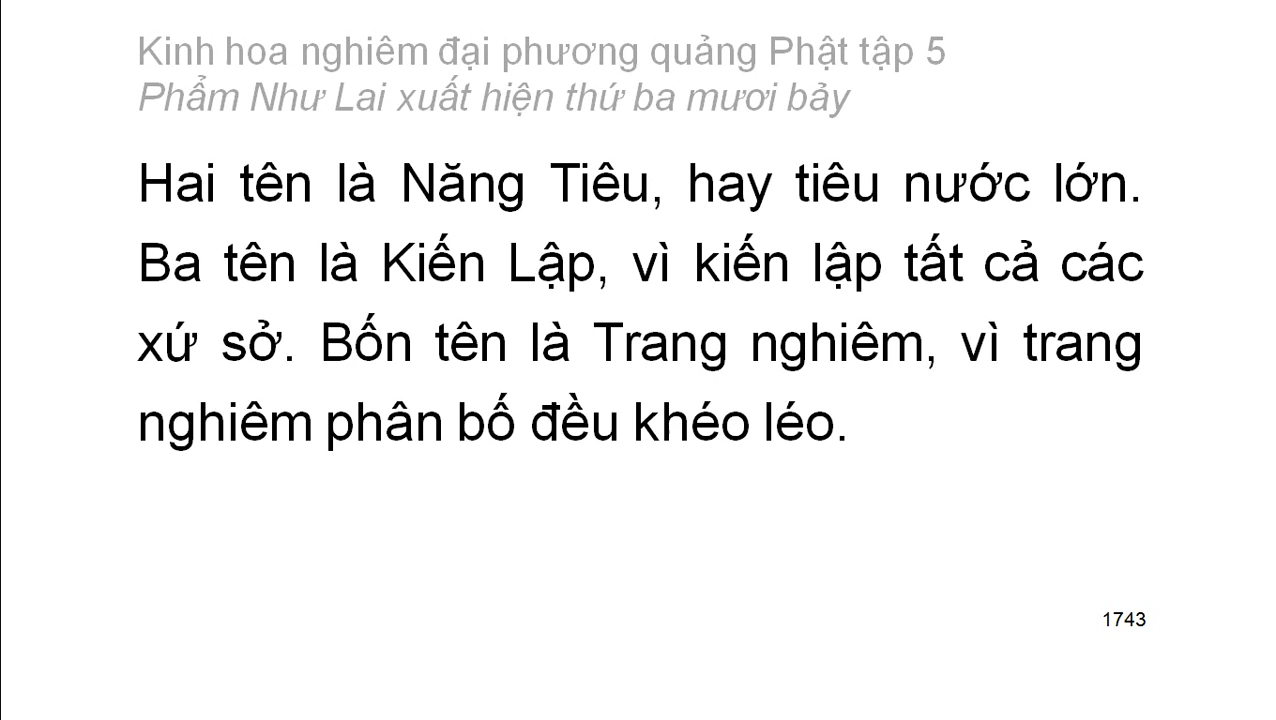 Kinh hoa nghiêm đại phương quảng Phật tập 5
Phẩm Như Lai xuất hiện thứ ba mươi bảy
Hai tên là Năng Tiêu, hay tiêu nước lớn.
Ba tên là Kiến Lập, vì kiến lập tất cả các
xứ sở. Bốn tên là Trang nghiêm, vì trang
nghiêm phân bố đều khéo léo.
1743